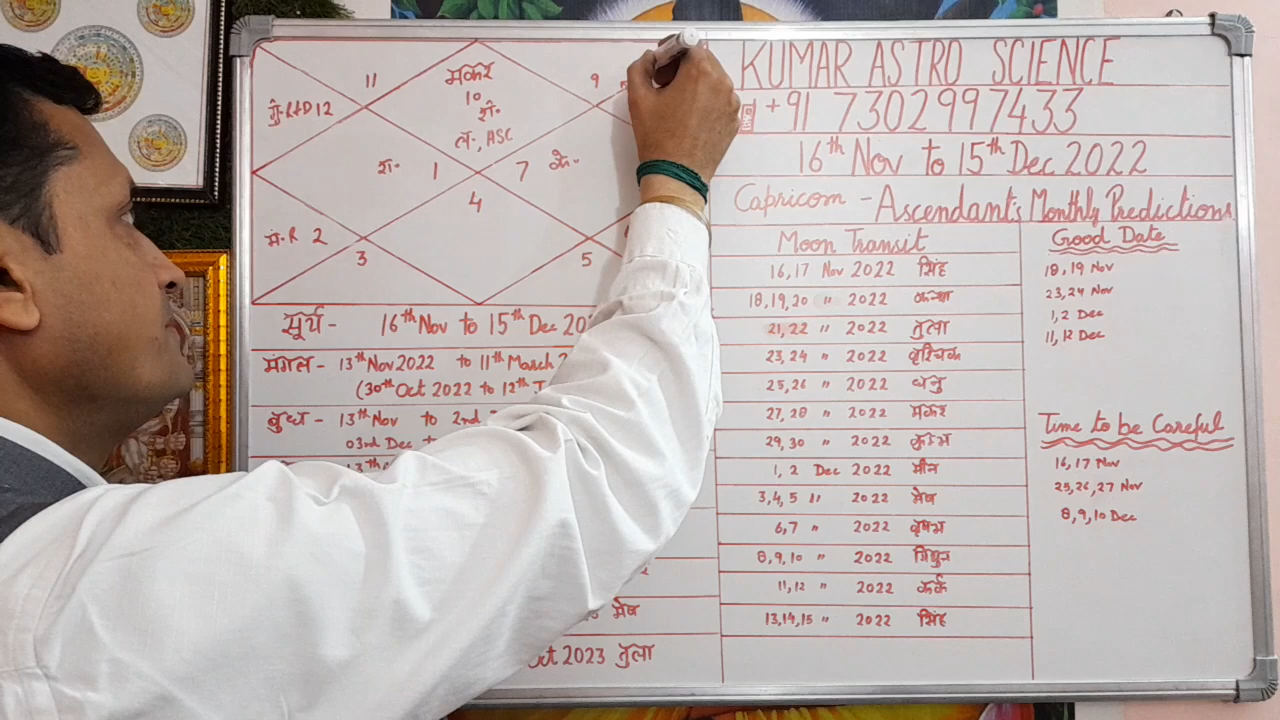 KUMAR ASTRO SCIENCE
+91 7302997433
16th Nov to 15th Dec 2022
Capricorn - Ascendant's Monthly Predictions
11
मकर
10
श॰
ल॰, ASC
9
गु॰ R+D 12
रा॰ 1
7 के॰
4
मं॰ R 2
3
5
सूर्य - 16th Nov to 15th Dec
मंगल - 13th Nov 2022 to 11th March
(30th Oct 2022 to 12th
बुध - 13th Nov to 2nd
03rd Dec
मेष
Oct 2023 तुला
Moon Transit
16, 17 Nov 2022 सिंह
18, 19, 20 " 2022 कन्या
21, 22 " 2022 तुला
23, 24 " 2022 वृश्चिक
25, 26 " 2022 धनु
27, 28 " 2022 मकर
29, 30 " 2022 कुम्भ
1, 2 Dec 2022 मीन
3, 4, 5 " 2022 मेष
6, 7 " 2022 वृषभ
8, 9, 10 " 2022 मिथुन
11, 12 " 2022 कर्क
13, 14, 15 " 2022 सिंह
Good Date
18, 19 Nov
23, 24 Nov
1, 2 Dec
11, 12 Dec
Time to be Careful
16, 17 Nov
25, 26, 27 Nov
8, 9, 10 Dec